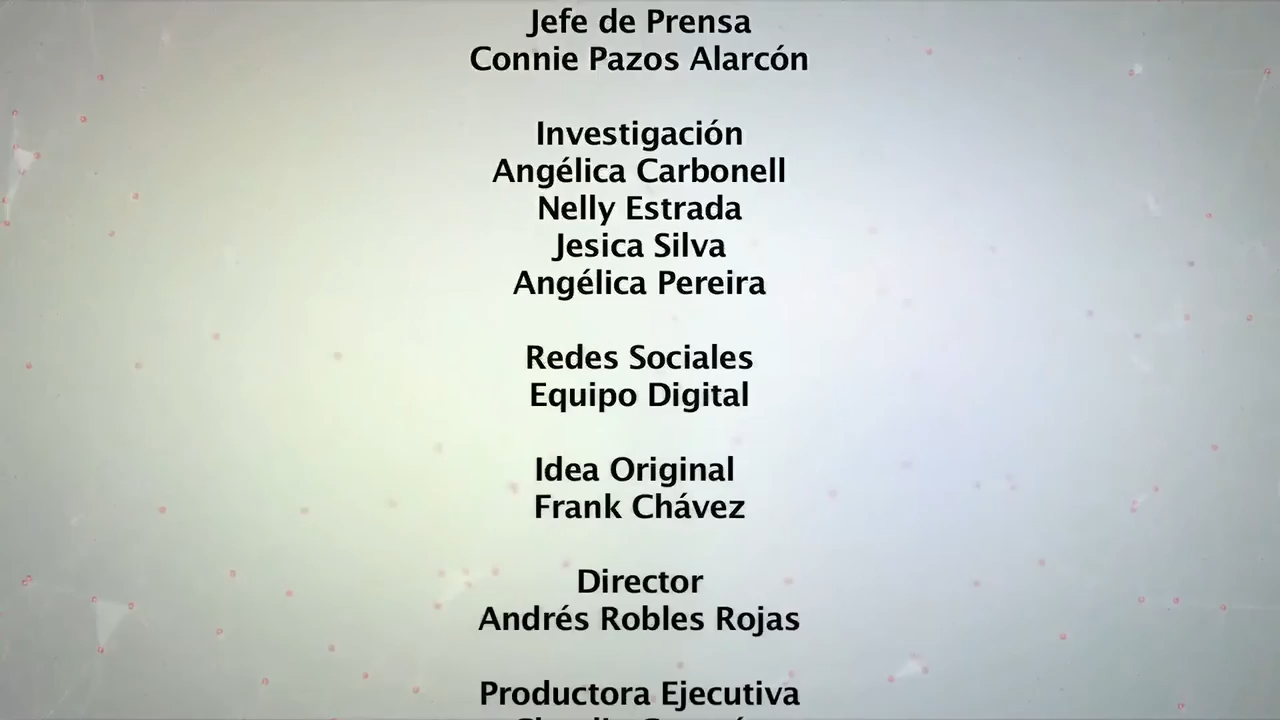 Jefe de Prensa
Connie Pazos Alarcón
Investigación
Angélica Carbonell
Nelly Estrada
Jesica Silva
Angélica Pereira
Redes Sociales
Equipo Digital
Idea Original
Frank Chávez
Director
Andrés Robles Rojas
Productora Ejecutiva